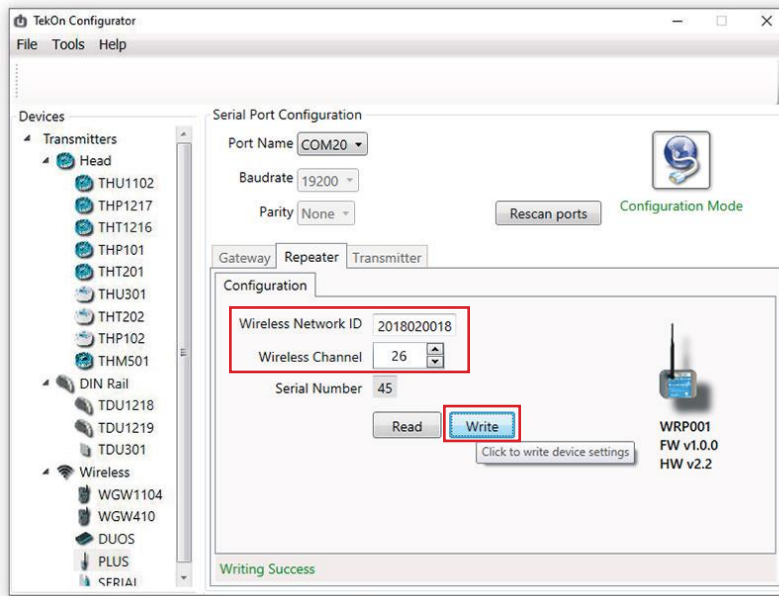 TekOn Configurator
File Tools Help
Devices
Transmitters
Head
THU1102
THP1217
THT1216
THP101
THT201
THU301
THT202
THP102
THM501
DIN Rail
TDU1218
TDU1219
TDU301
Wireless
WGW1104
WGW410
DUOS
PLUS
SERIAL
Serial Port Configuration
Port Name COM20
Baudrate 19200
Parity None
Rescan ports
Configuration Mode
Gateway Repeater Transmitter
Configuration
Wireless Network ID 2018020018
Wireless Channel 26
Serial Number 45
Read Write
Click to write device settings
WRP001
FW v1.0.0
HW v2.2
Writing Success